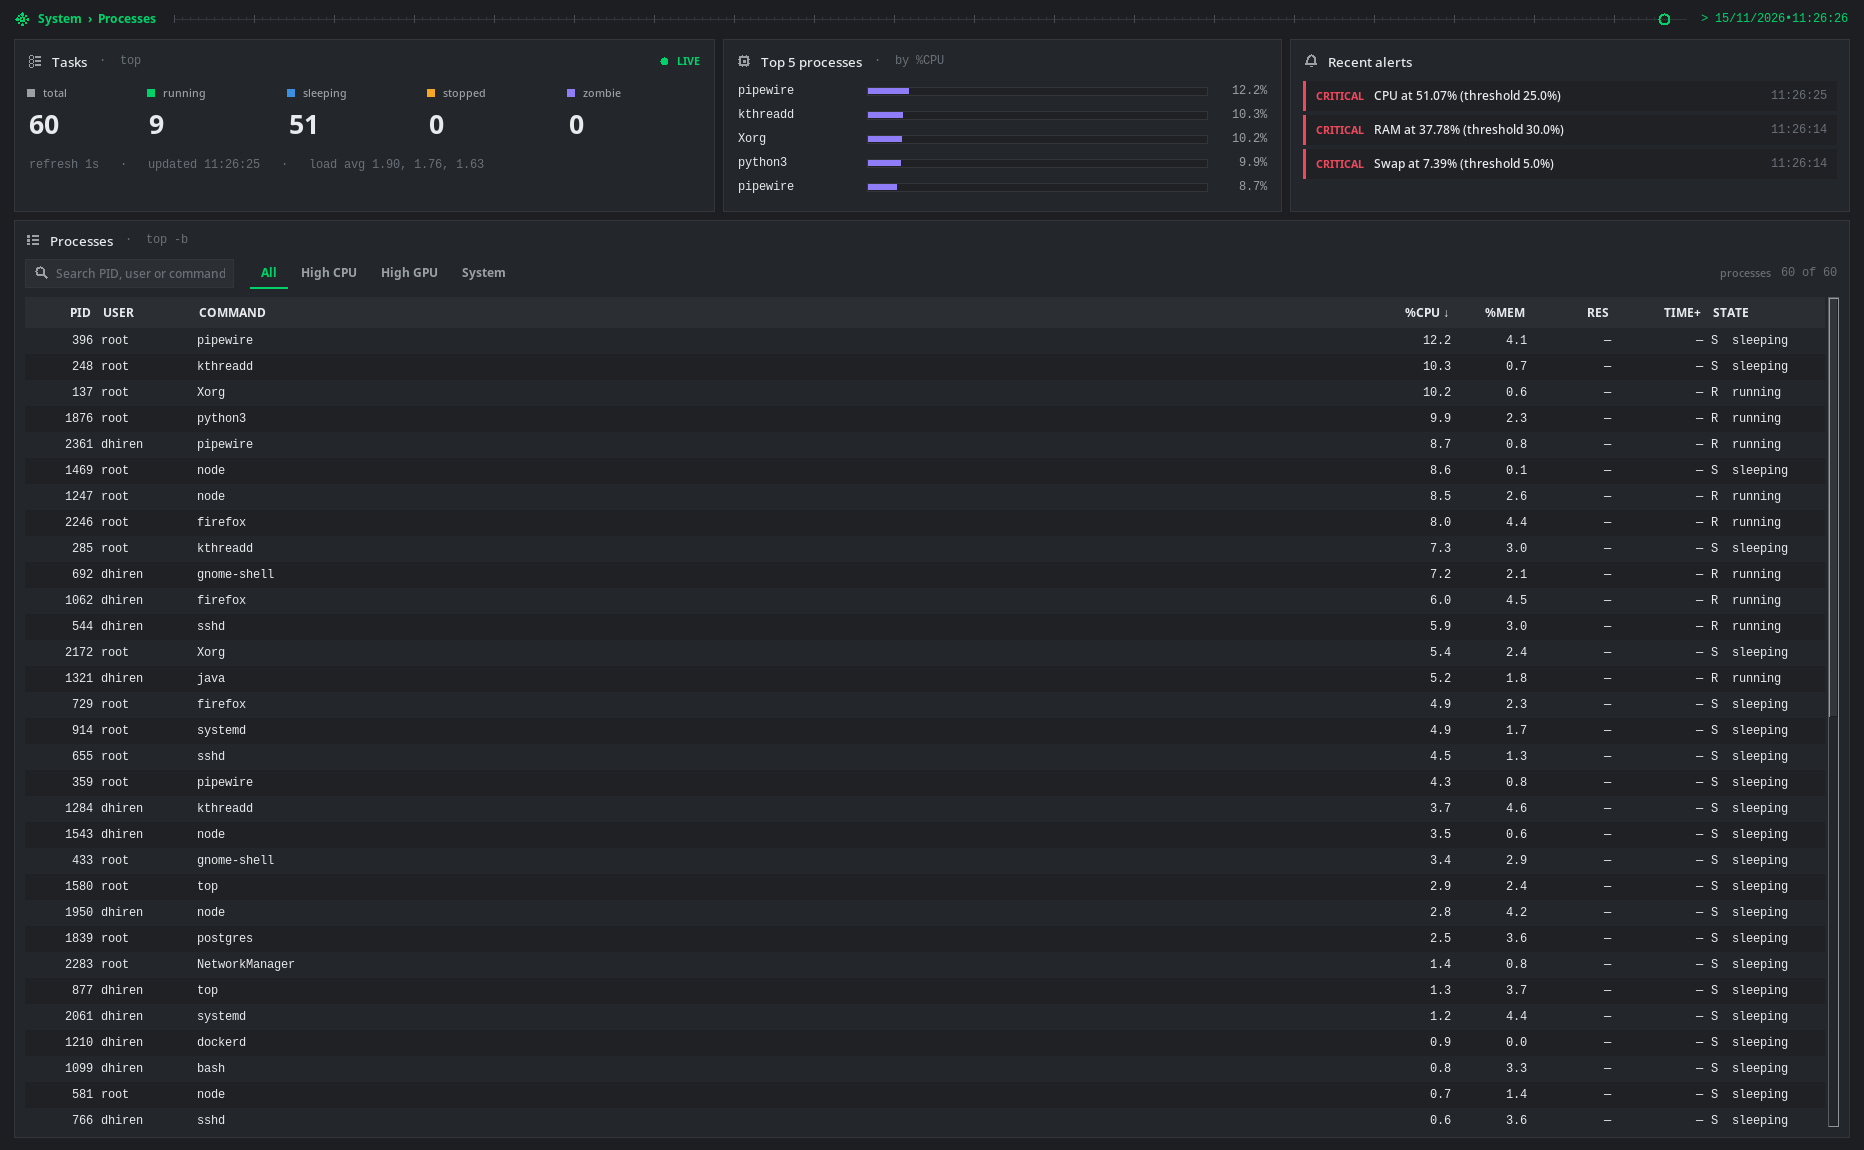 System › Processes > 15/11/2026•11:26:26
Tasks · top LIVE
total running sleeping stopped zombie
60 9 51 0 0
refresh 1s · updated 11:26:25 · load avg 1.90, 1.76, 1.63
Top 5 processes · by %CPU
pipewire 12.2%
kthreadd 10.3%
Xorg 10.2%
python3 9.9%
pipewire 8.7%
Recent alerts
CRITICAL CPU at 51.07% (threshold 25.0%) 11:26:25
CRITICAL RAM at 37.78% (threshold 30.0%) 11:26:14
CRITICAL Swap at 7.39% (threshold 5.0%) 11:26:14
Processes · top -b
Search PID, user or command All High CPU High GPU System processes 60 of 60
PID USER COMMAND %CPU ↓ %MEM RES TIME+ STATE
396 root pipewire 12.2 4.1 — — S sleeping
248 root kthreadd 10.3 0.7 — — S sleeping
137 root Xorg 10.2 0.6 — — R running
1876 root python3 9.9 2.3 — — R running
2361 dhiren pipewire 8.7 0.8 — — R running
1469 root node 8.6 0.1 — — S sleeping
1247 root node 8.5 2.6 — — R running
2246 root firefox 8.0 4.4 — — R running
285 root kthreadd 7.3 3.0 — — S sleeping
692 dhiren gnome-shell 7.2 2.1 — — R running
1062 dhiren firefox 6.0 4.5 — — R running
544 dhiren sshd 5.9 3.0 — — R running
2172 root Xorg 5.4 2.4 — — S sleeping
1321 dhiren java 5.2 1.8 — — R running
729 dhiren firefox 4.9 2.3 — — S sleeping
914 dhiren systemd 4.9 1.7 — — S sleeping
655 root sshd 4.5 1.3 — — S sleeping
359 root pipewire 4.3 0.8 — — S sleeping
1284 dhiren kthreadd 3.7 4.6 — — S sleeping
1543 dhiren node 3.5 0.6 — — S sleeping
433 root gnome-shell 3.4 2.9 — — S sleeping
1580 root top 2.9 2.4 — — S sleeping
1950 dhiren node 2.8 4.2 — — S sleeping
1839 root postgres 2.5 3.6 — — S sleeping
2283 root NetworkManager 1.4 0.8 — — S sleeping
877 dhiren top 1.3 3.7 — — S sleeping
2061 dhiren systemd 1.2 4.4 — — S sleeping
1210 dhiren dockerd 0.9 0.0 — — S sleeping
1099 dhiren bash 0.8 3.3 — — S sleeping
581 root node 0.7 1.4 — — S sleeping
766 dhiren sshd 0.6 3.6 — — S sleeping